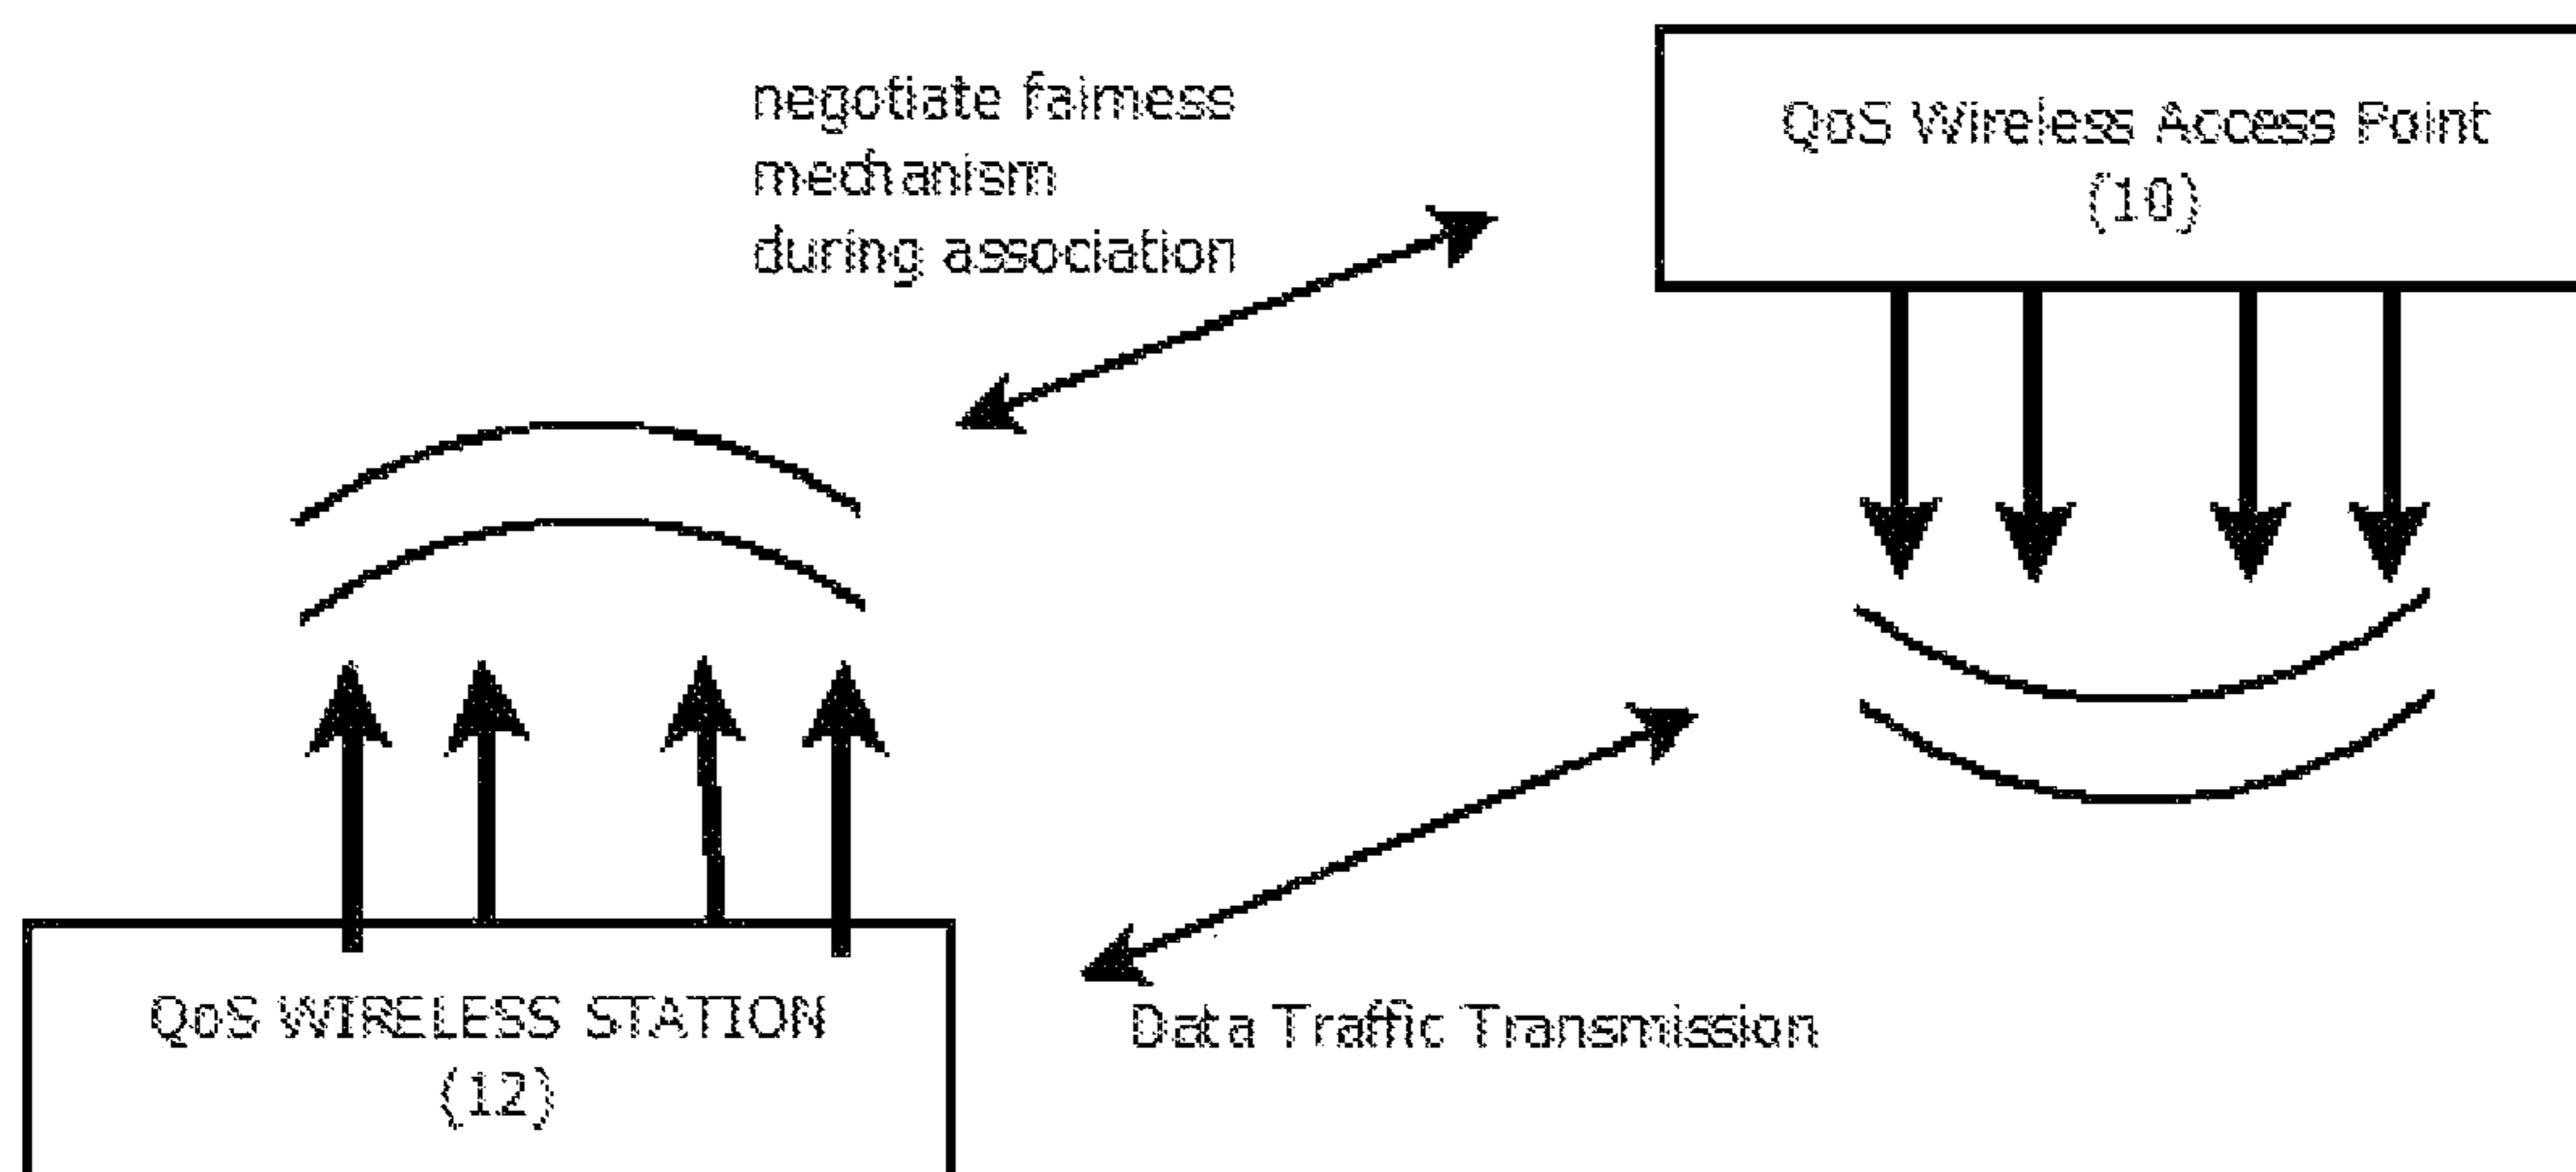 negotiate fairness
mechanism
during association
QoS Wireless Access Point
(10)
QoS WIRELESS STATION
(12)
Data Traffic Transmission